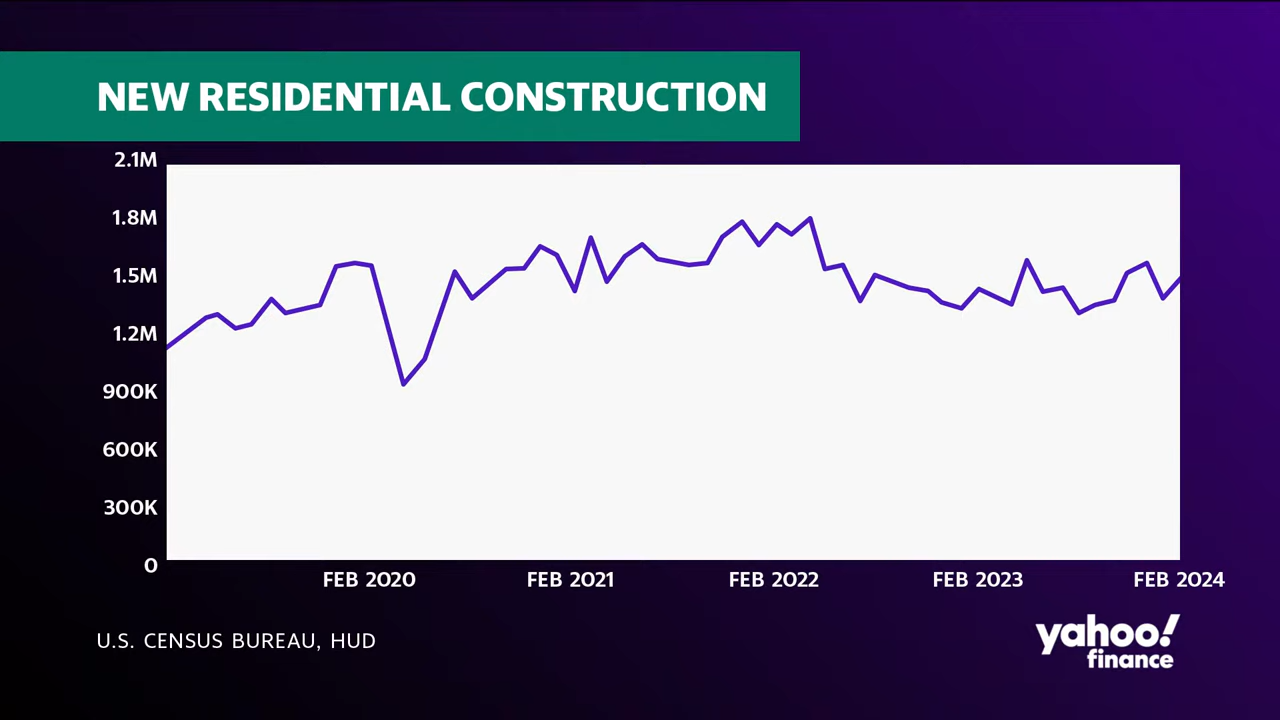 NEW RESIDENTIAL CONSTRUCTION
2.1M
1.8M
1.5M
1.2M
900K
600K
300K
0
FEB 2020 FEB 2021 FEB 2022 FEB 2023 FEB 2024
U.S. CENSUS BUREAU, HUD
yahoo!
finance